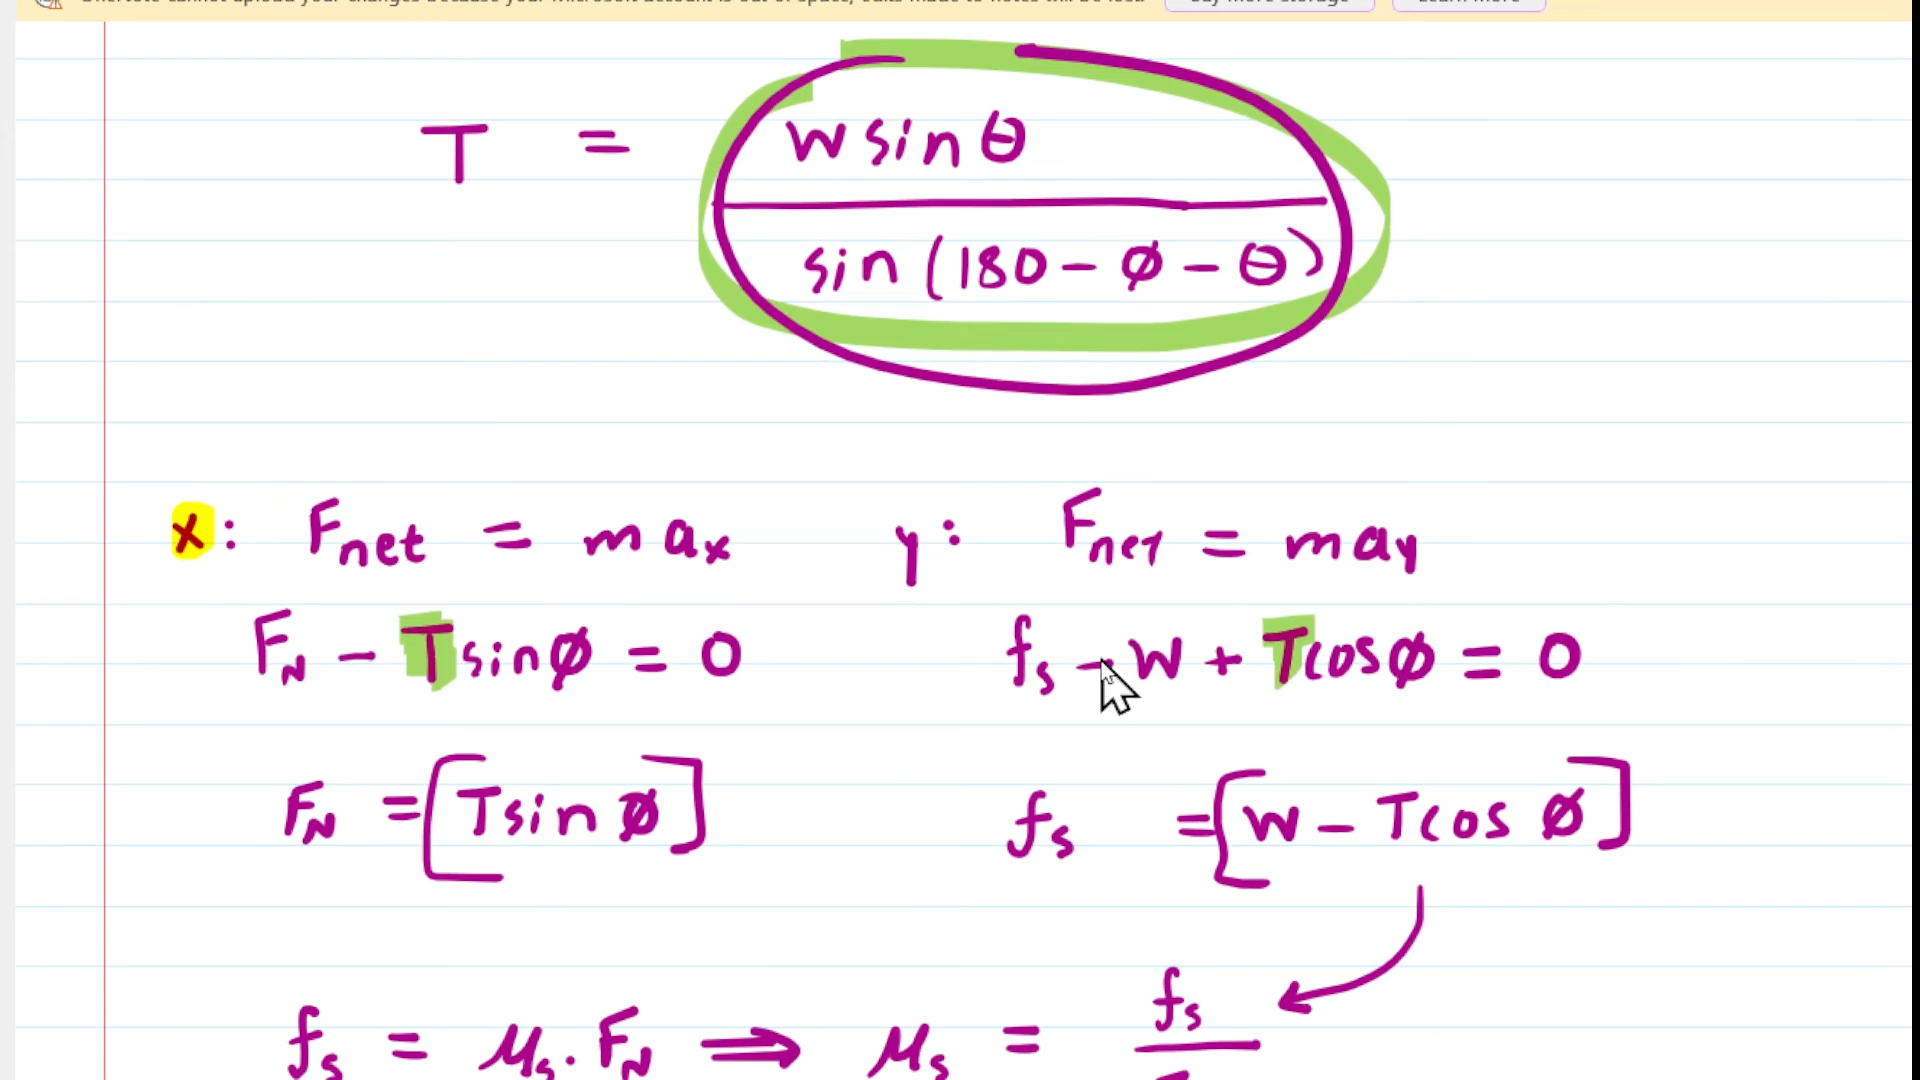 T = w sin θ
sin (180 - ø - θ)
x: Fnet = max y: Fnet = may
FN - T sin ø = 0 fs - w + T cos ø = 0
FN = [T sin ø] fs = [w - T cos ø]
fs = μs . FN ⟹ μs = fs